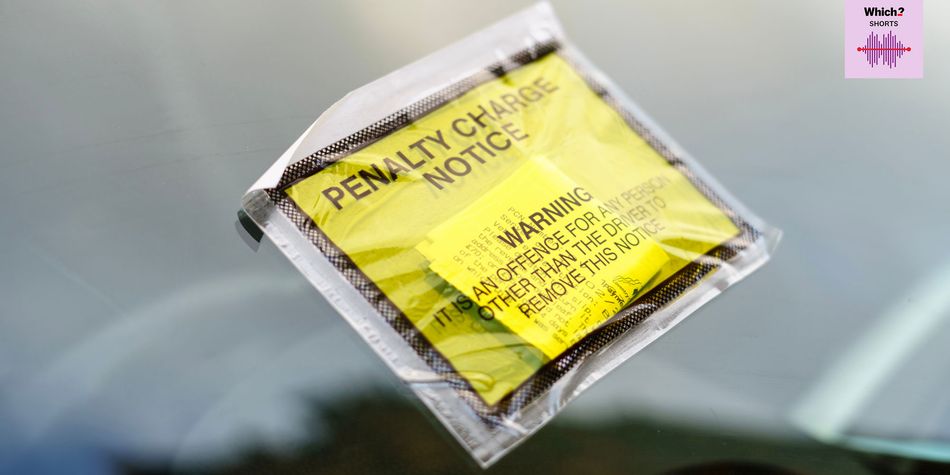 Which?
SHORTS
PENALTY CHARGE
NOTICE
WARNING
IT IS AN OFFENCE FOR ANY PERSON
OTHER THAN THE DRIVER TO
REMOVE THIS NOTICE